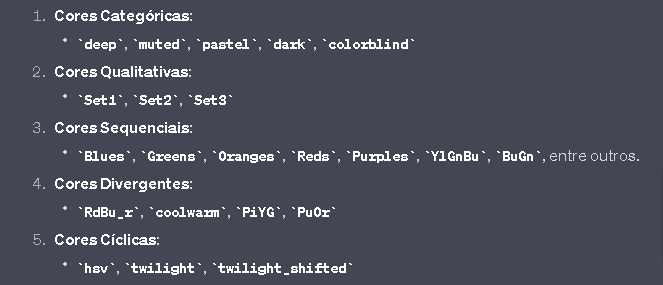 1. Cores Categóricas:
• `deep`, `muted`, `pastel`, `dark`, `colorblind`
2. Cores Qualitativas:
• `Set1`, `Set2`, `Set3`
3. Cores Sequenciais:
• `Blues`, `Greens`, `Oranges`, `Reds`, `Purples`, `YlGnBu`, `BuGn`, entre outros.
4. Cores Divergentes:
• `RdBu_r`, `coolwarm`, `PiYG`, `PuOr`
5. Cores Cíclicas:
• `hsv`, `twilight`, `twilight_shifted`